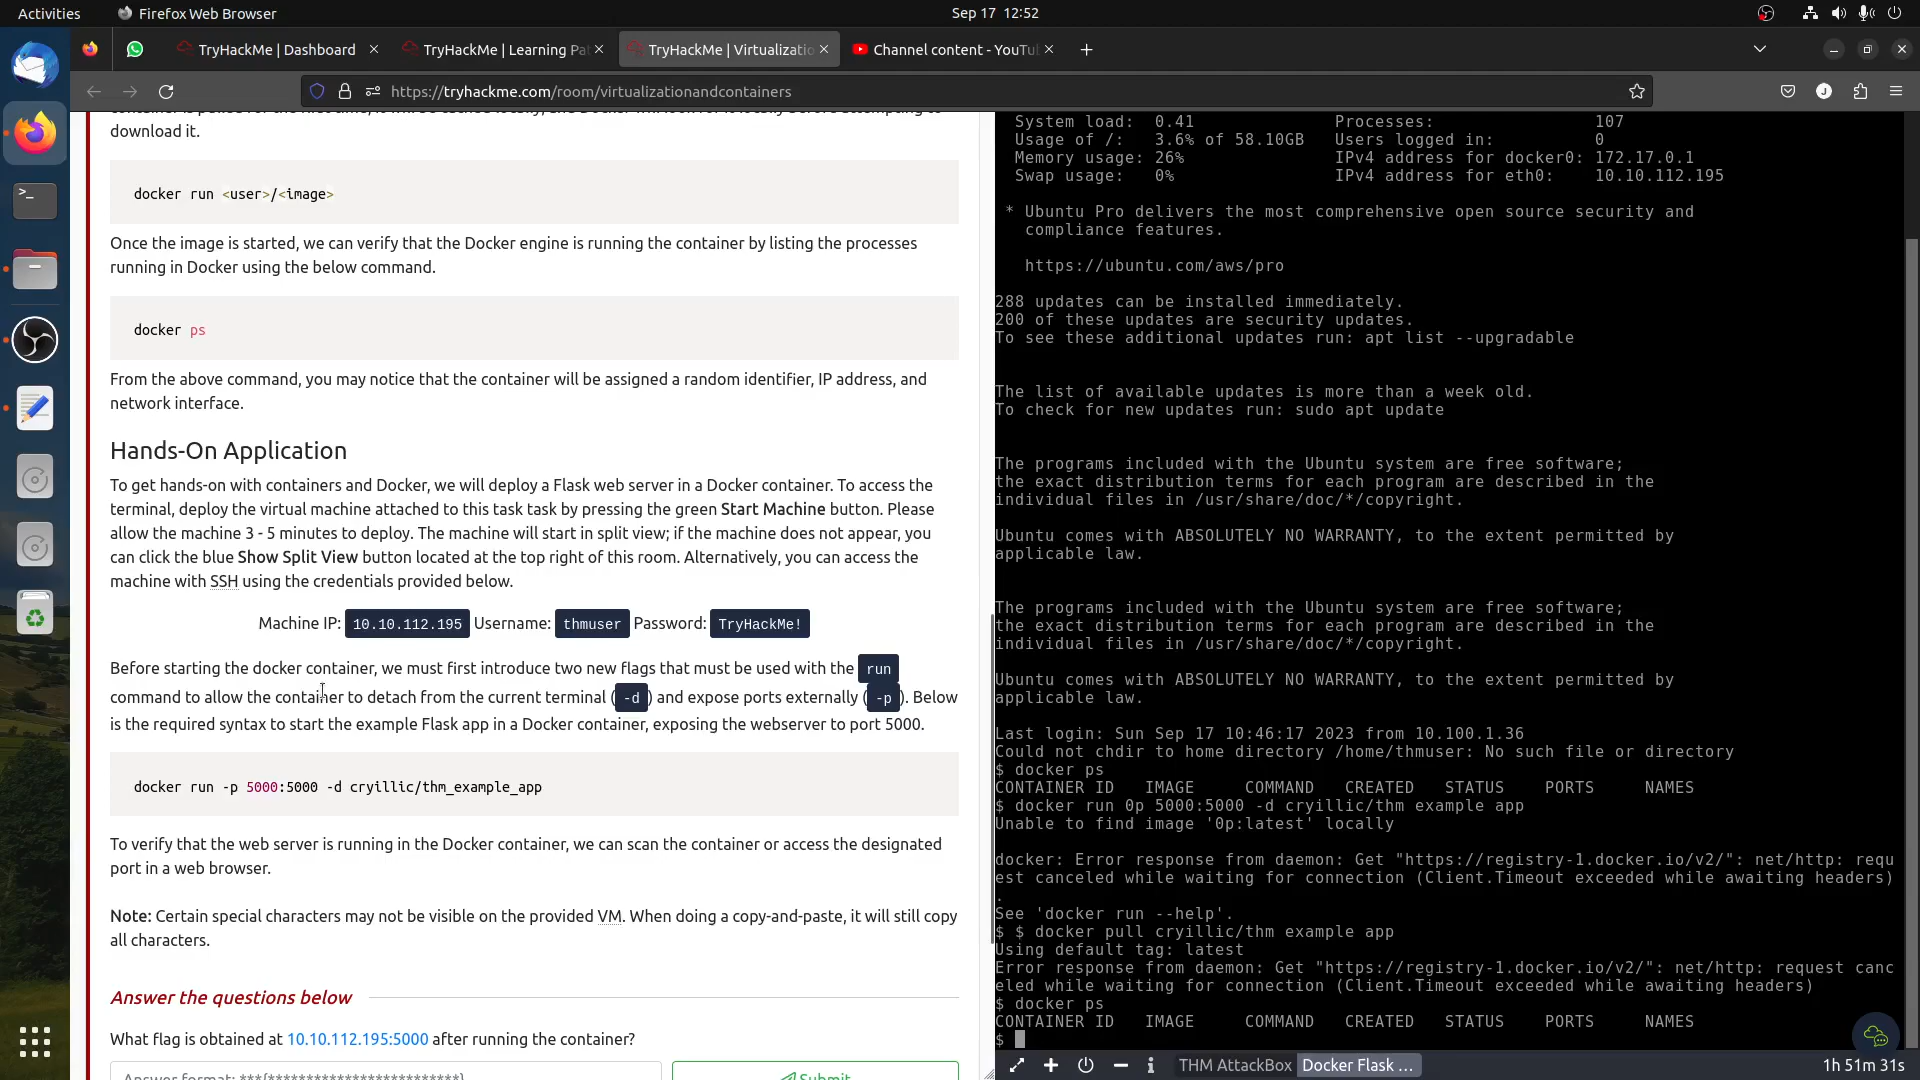 Activities
Firefox Web Browser
Sep 17 12:52
TryHackMe | Dashboard
TryHackMe | Learning Pa
TryHackMe | Virtualizatio
Channel content - YouTu
https://tryhackme.com/room/virtualizationandcontainers
download it.
docker run <user>/<image>
Once the image is started, we can verify that the Docker engine is running the container by listing the processes
running in Docker using the below command.
docker ps
From the above command, you may notice that the container will be assigned a random identifier, IP address, and
network interface.
Hands-On Application
To get hands-on with containers and Docker, we will deploy a Flask web server in a Docker container. To access the
terminal, deploy the virtual machine attached to this task task by pressing the green Start Machine button. Please
allow the machine 3 - 5 minutes to deploy. The machine will start in split view; if the machine does not appear, you
can click the blue Show Split View button located at the top right of this room. Alternatively, you can access the
machine with SSH using the credentials provided below.
Machine IP: 10.10.112.195 Username: thmuser Password: TryHackMe!
Before starting the docker container, we must first introduce two new flags that must be used with the run
command to allow the container to detach from the current terminal ( -d ) and expose ports externally ( -p ). Below
is the required syntax to start the example Flask app in a Docker container, exposing the webserver to port 5000.
docker run -p 5000:5000 -d cryillic/thm_example_app
To verify that the web server is running in the Docker container, we can scan the container or access the designated
port in a web browser.
Note: Certain special characters may not be visible on the provided VM. When doing a copy-and-paste, it will still copy
all characters.
Answer the questions below
What flag is obtained at 10.10.112.195:5000 after running the container?
Submit
System load: 0.41 Processes: 107
Usage of /: 3.6% of 58.10GB Users logged in: 0
Memory usage: 26% IPv4 address for docker0: 172.17.0.1
Swap usage: 0% IPv4 address for eth0: 10.10.112.195
* Ubuntu Pro delivers the most comprehensive open source security and
compliance features.
https://ubuntu.com/aws/pro
288 updates can be installed immediately.
200 of these updates are security updates.
To see these additional updates run: apt list --upgradable
The list of available updates is more than a week old.
To check for new updates run: sudo apt update
The programs included with the Ubuntu system are free software;
the exact distribution terms for each program are described in the
individual files in /usr/share/doc/*/copyright.
Ubuntu comes with ABSOLUTELY NO WARRANTY, to the extent permitted by
applicable law.
The programs included with the Ubuntu system are free software;
the exact distribution terms for each program are described in the
individual files in /usr/share/doc/*/copyright.
Ubuntu comes with ABSOLUTELY NO WARRANTY, to the extent permitted by
applicable law.
Last login: Sun Sep 17 10:46:17 2023 from 10.100.1.36
Could not chdir to home directory /home/thmuser: No such file or directory
$ docker ps
CONTAINER ID IMAGE COMMAND CREATED STATUS PORTS NAMES
$ docker run 0p 5000:5000 -d cryillic/thm example app
Unable to find image '0p:latest' locally
docker: Error response from daemon: Get "https://registry-1.docker.io/v2/": net/http: requ
est canceled while waiting for connection (Client.Timeout exceeded while awaiting headers)
.
See 'docker run --help'.
$ $ docker pull cryillic/thm example app
Using default tag: latest
Error response from daemon: Get "https://registry-1.docker.io/v2/": net/http: request canc
eled while waiting for connection (Client.Timeout exceeded while awaiting headers)
$ docker ps
CONTAINER ID IMAGE COMMAND CREATED STATUS PORTS NAMES
$
THM AttackBox
Docker Flask ...
1h 51m 31s